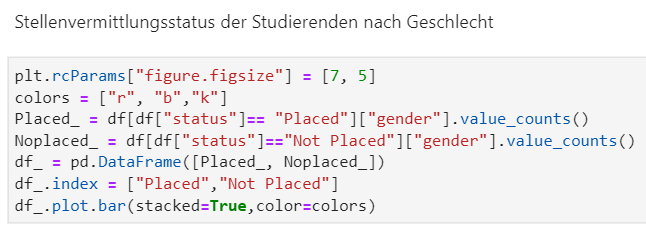 Stellenvermittlungsstatus der Studierenden nach Geschlecht
plt.rcParams["figure.figsize"] = [7, 5]
colors = ["r", "b","k"]
Placed_ = df[df["status"]== "Placed"]["gender"].value_counts()
Noplaced_ = df[df["status"]=="Not Placed"]["gender"].value_counts()
df_ = pd.DataFrame([Placed_, Noplaced_])
df_.index = ["Placed","Not Placed"]
df_.plot.bar(stacked=True,color=colors)